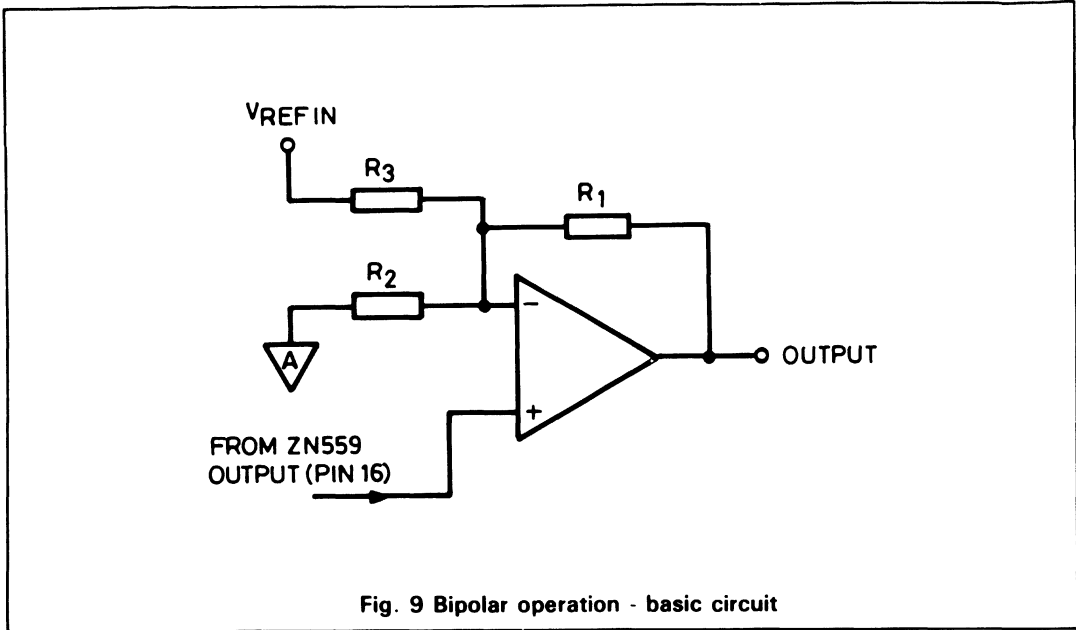 VREF IN
R3
R1
R2
A
−
+
OUTPUT
FROM ZN559
OUTPUT (PIN 16)
Fig. 9 Bipolar operation - basic circuit